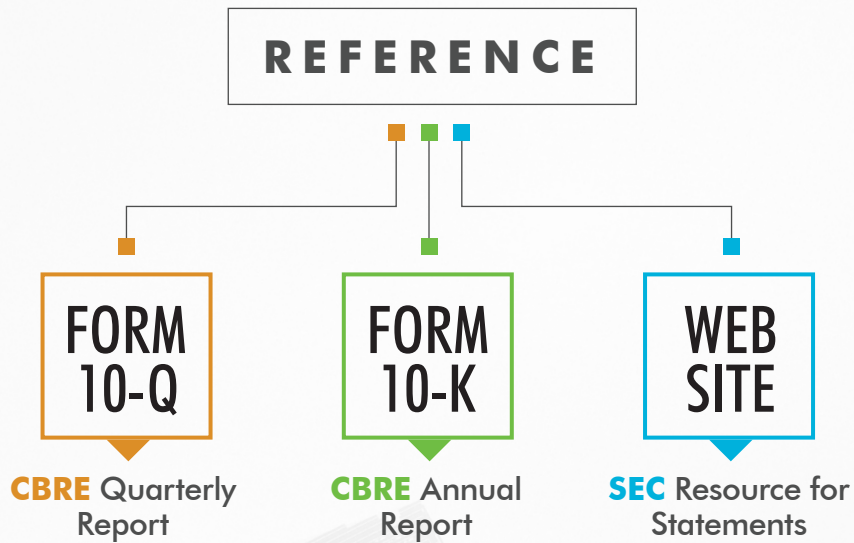 REFERENCE
FORM
10-Q
CBRE Quarterly
Report
FORM
10-K
CBRE Annual
Report
WEB
SITE
SEC Resource for
Statements